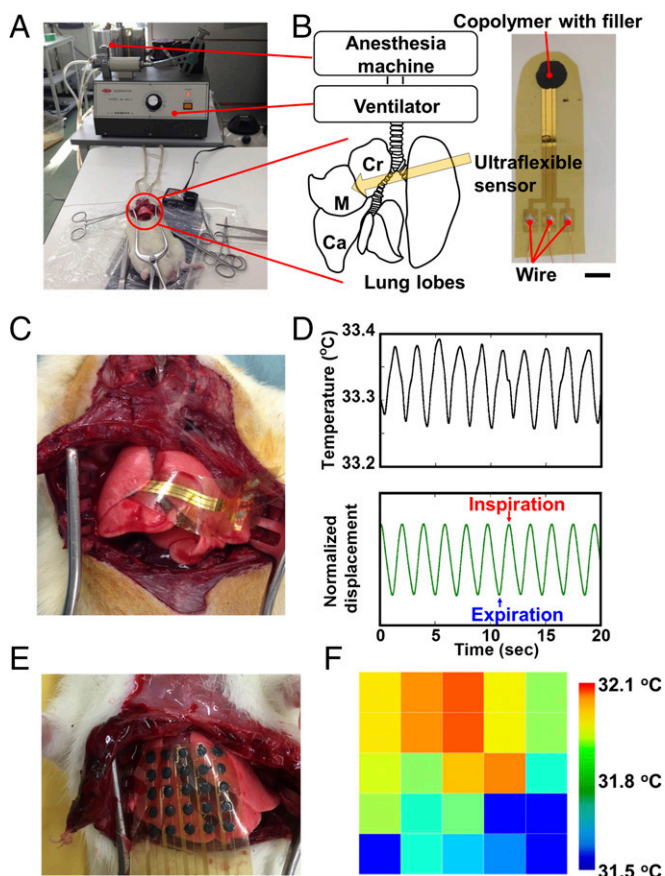 A
B
Anesthesia
machine
Ventilator
Cr
M
Ca
Lung lobes
Copolymer with filler
Ultraflexible
sensor
Wire
C
D
Temperature (°C)
33.4
33.3
33.2
Normalized
displacement
Inspiration
Expiration
0
5
10
15
20
Time (sec)
E
F
32.1 °C
31.8 °C
31.5 °C